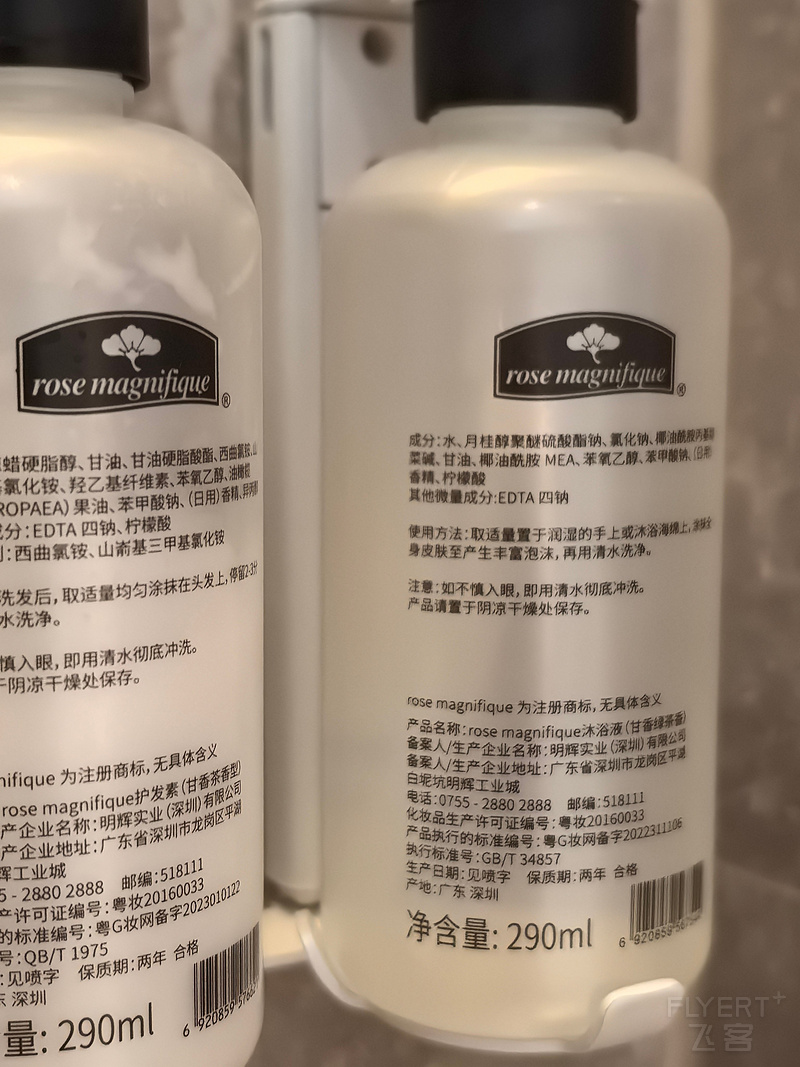 rose magnifique
®
蜡硬脂醇、甘油、甘油硬脂酸酯、西曲氯铵、山
基氯化铵、羟乙基纤维素、苯氧乙醇、油橄榄
ROPAEA）果油、苯甲酸钠、（日用）香精、异丙醇
成分：EDTA 四钠、柠檬酸
：西曲氯铵、山嵛基三甲基氯化铵
洗发后，取适量均匀涂抹在头发上，停留2-3分
水洗净。
慎入眼，即用清水彻底冲洗。
于阴凉干燥处保存。
nifique 为注册商标，无具体含义
rose magnifique护发素（甘香茶香型）
产企业名称：明辉实业（深圳）有限公司
产企业地址：广东省深圳市龙岗区平湖
辉工业城
55 - 2880 2888 邮编：518111
产许可证编号：粤妆20160033
的标准编号：粤G妆网备字2023010122
号：QB/T 1975
：见喷字 保质期：两年 合格
东 深圳
量: 290ml
6 920859
rose magnifique
®
成分：水、月桂醇聚醚硫酸酯钠、氯化钠、椰油酰胺丙基甜
菜碱、甘油、椰油酰胺 MEA、苯氧乙醇、苯甲酸钠、（日用）
香精、柠檬酸
其他微量成分：EDTA 四钠
使用方法：取适量置于润湿的手上或沐浴海绵上，涂抹全
身皮肤至产生丰富泡沫，再用清水洗净。
注意：如不慎入眼，即用清水彻底冲洗。
产品请置于阴凉干燥处保存。
rose magnifique 为注册商标，无具体含义
产品名称：rose magnifique沐浴液（甘香绿茶香）
备案人/生产企业名称：明辉实业（深圳）有限公司
备案人/生产企业地址：广东省深圳市龙岗区平湖
白坭坑明辉工业城
电话：0755 - 2880 2888 邮编：518111
化妆品生产许可证编号：粤妆20160033
产品执行的标准编号：粤G妆网备字2022311106
执行标准号：GB/T 34857
生产日期：见喷字 保质期：两年 合格
产地：广东 深圳
净含量: 290ml
6 920859
FLYERT+
飞客